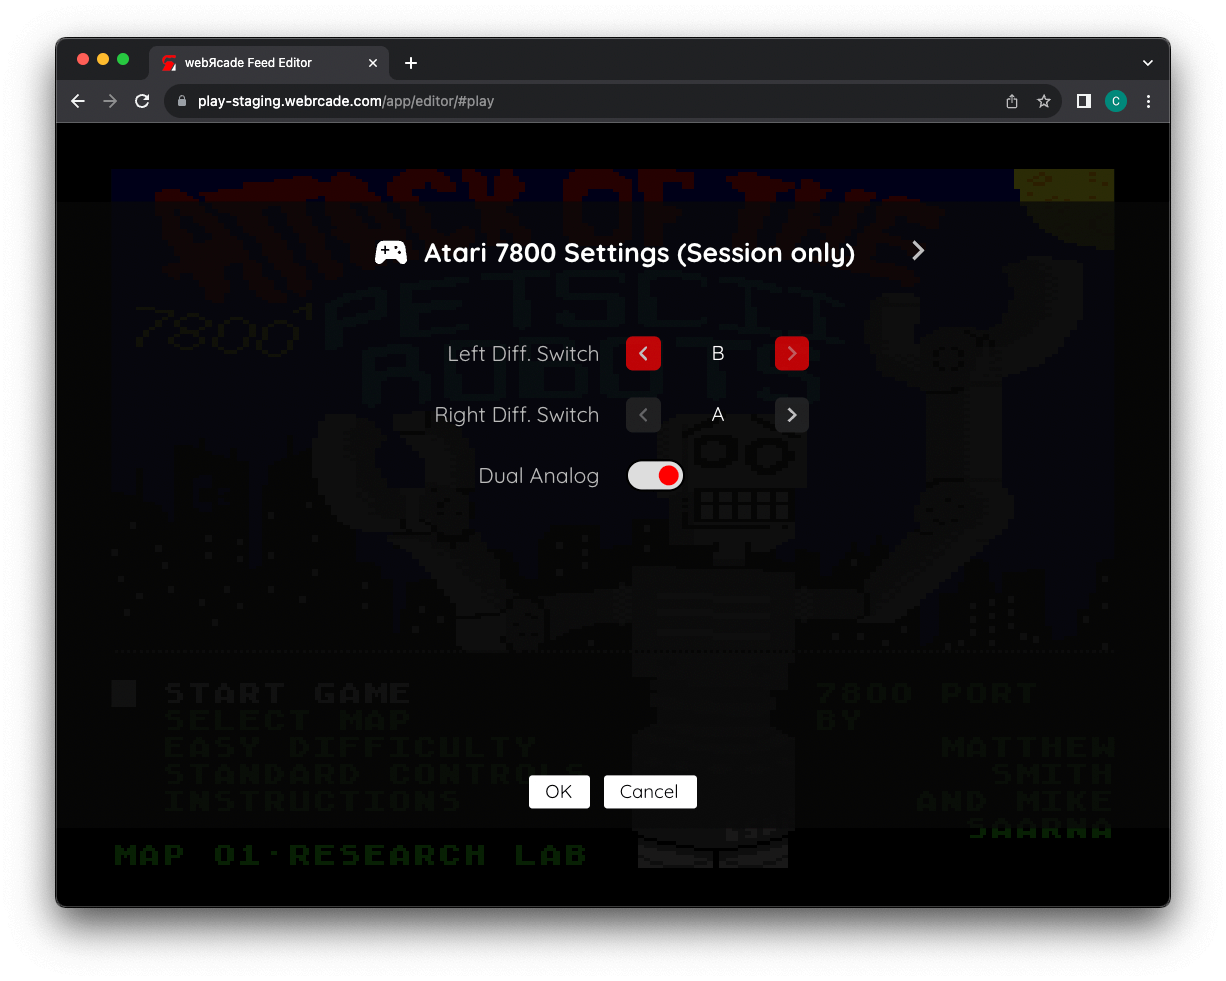 webЯcade Feed Editor
play-staging.webrcade.com/app/editor/#play
C
ATTACK OF THE
Atari 7800 Settings (Session only)
PETSCII
7800
ROBOTS
Left Diff. Switch B
Right Diff. Switch A
Dual Analog
START GAME
7800 PORT
SELECT MAP
BY
EASY DIFFICULTY
MATTHEW
STANDARD CONTROLS
SMITH
INSTRUCTIONS
AND MIKE
OK Cancel
SAARNA
MAP 01·RESEARCH LAB